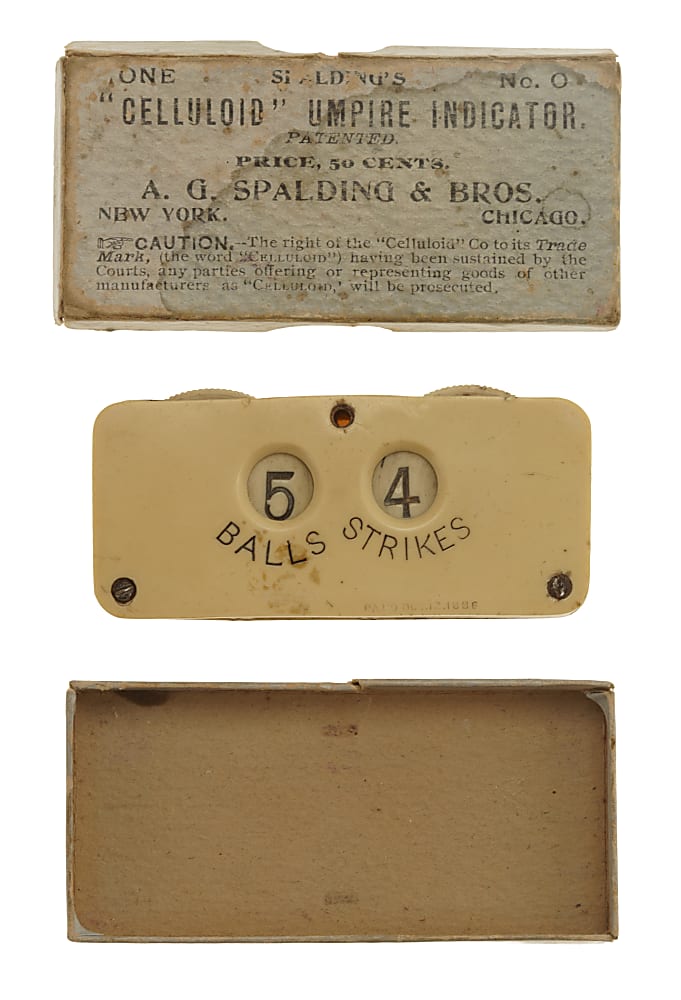 ONE SPALDING'S No. 0
"CELLULOID" UMPIRE INDICATOR.
PATENTED.
PRICE, 50 CENTS.
A. G. SPALDING & BROS.
NEW YORK. CHICAGO.
☞CAUTION.--The right of the "Celluloid" Co to its Trade
Mark, (the word "CELLULOID") having been sustained by the
Courts, any parties offering or representing goods of other
manufacturers as "CELLULOID,' will be prosecuted.
5 4
BALLS STRIKES